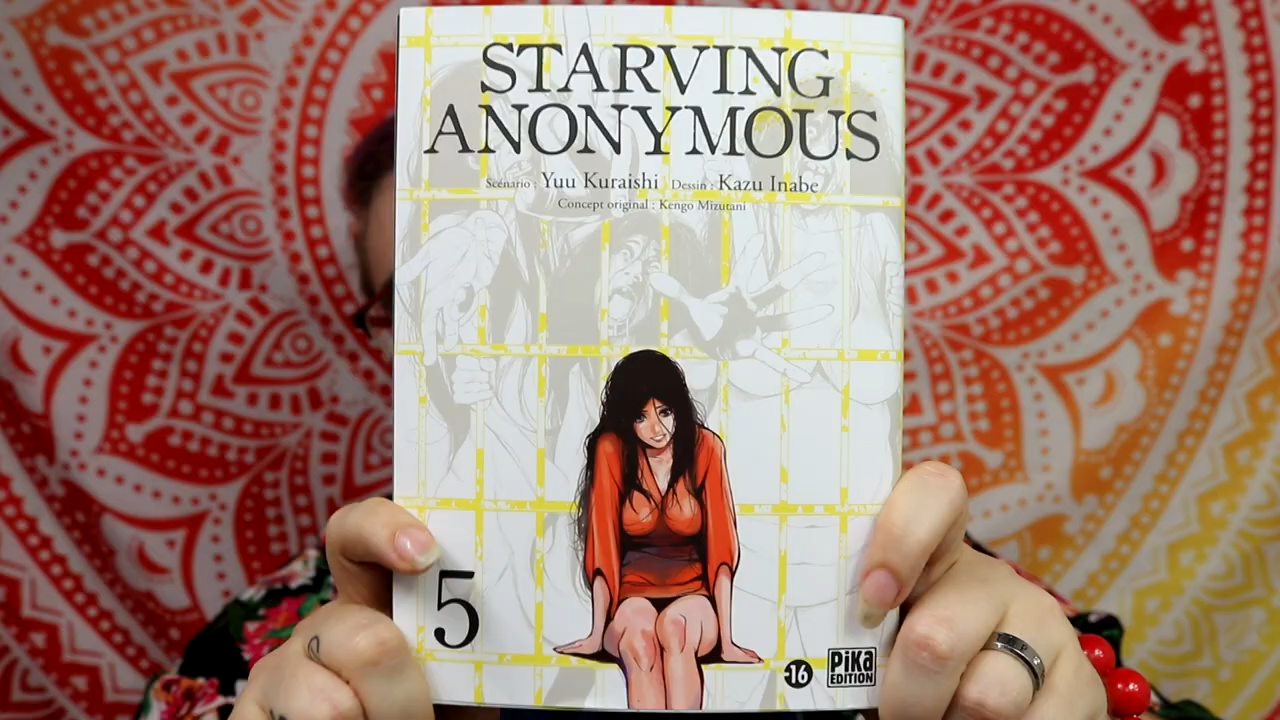 STARVING
ANONYMOUS
Scénario : Yuu Kuraishi Dessin : Kazu Inabe
Concept original : Kengo Mizutani
5
-16
PiKa
EDITION